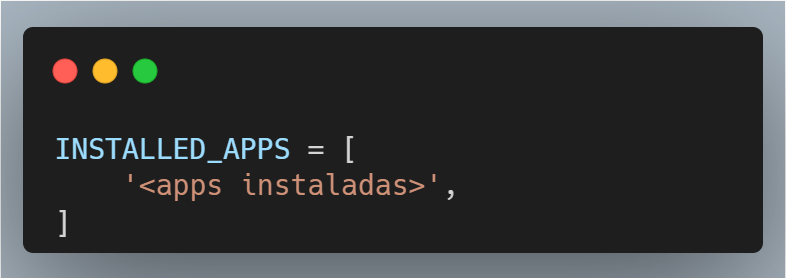 INSTALLED_APPS = [
    '<apps instaladas>',
]